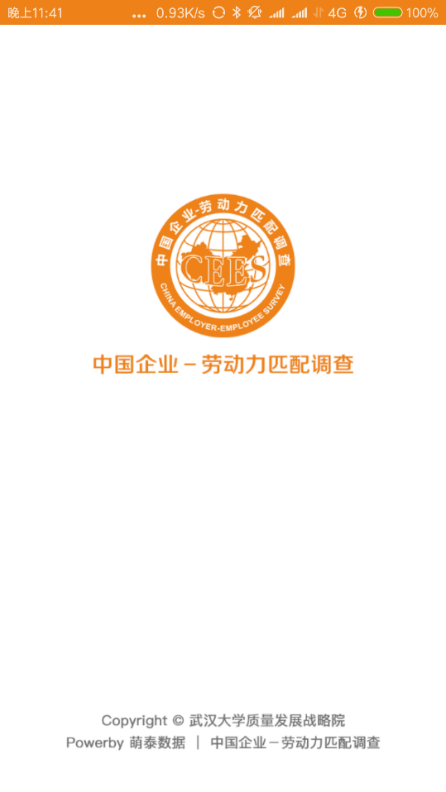 晚上11:41
... 0.93K/s 4G 100%
中国企业-劳动力匹配调查
CEES
CHINA EMPLOYER-EMPLOYEE SURVEY
中国企业－劳动力匹配调查
Copyright © 武汉大学质量发展战略院
Powerby 萌泰数据 | 中国企业－劳动力匹配调查